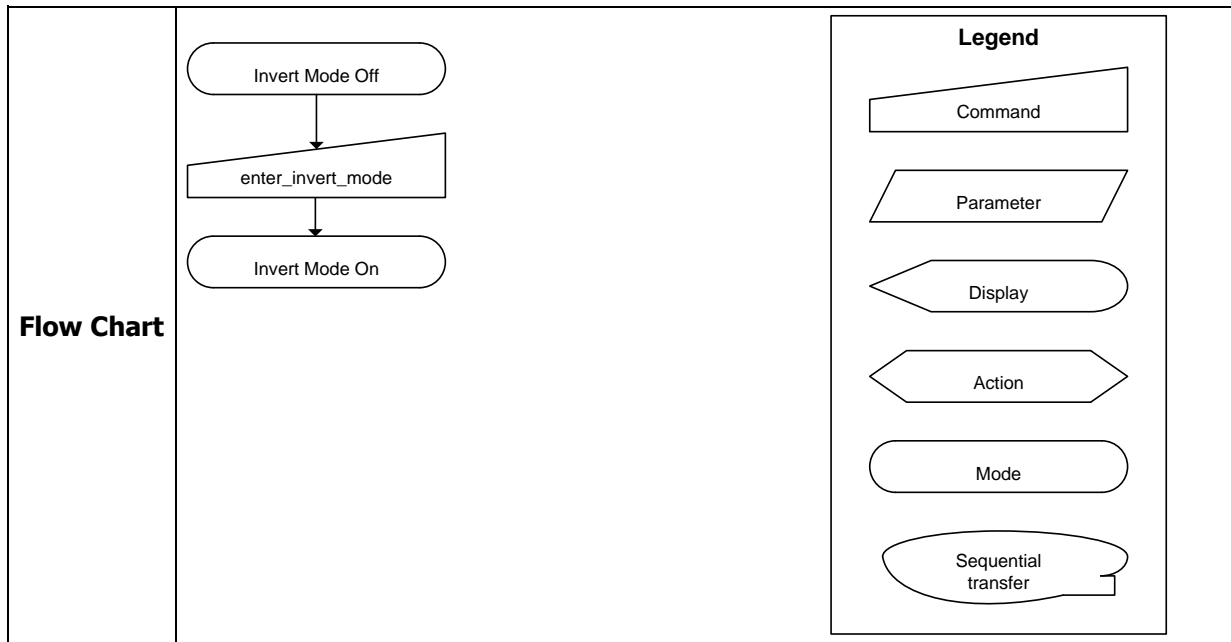 Flow Chart
Invert Mode Off
enter_invert_mode
Invert Mode On
Legend
Command
Parameter
Display
Action
Mode
Sequential
transfer